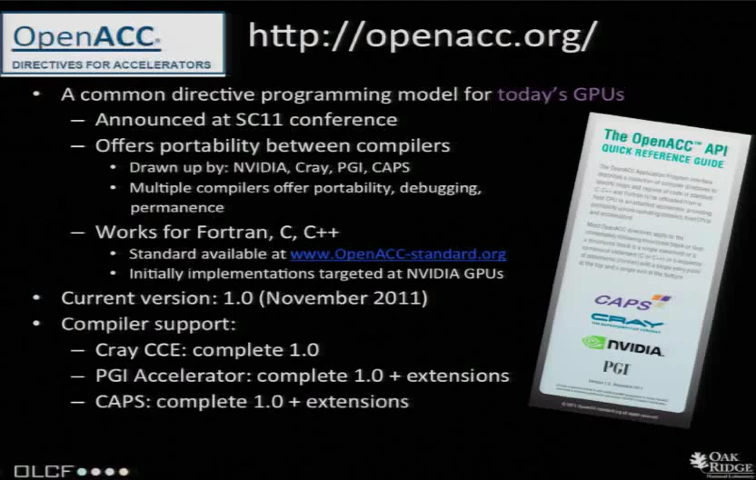 OpenACC
DIRECTIVES FOR ACCELERATORS
http://openacc.org/
• A common directive programming model for today's GPUs
– Announced at SC11 conference
– Offers portability between compilers
• Drawn up by: NVIDIA, Cray, PGI, CAPS
• Multiple compilers offer portability, debugging,
permanence
– Works for Fortran, C, C++
• Standard available at www.OpenACC-standard.org
• Initially implementations targeted at NVIDIA GPUs
• Current version: 1.0 (November 2011)
• Compiler support:
– Cray CCE: complete 1.0
– PGI Accelerator: complete 1.0 + extensions
– CAPS: complete 1.0 + extensions
The OpenACC™ API
QUICK REFERENCE GUIDE
CAPS
CRAY
NVIDIA
PGI
OLCF
OAK
RIDGE